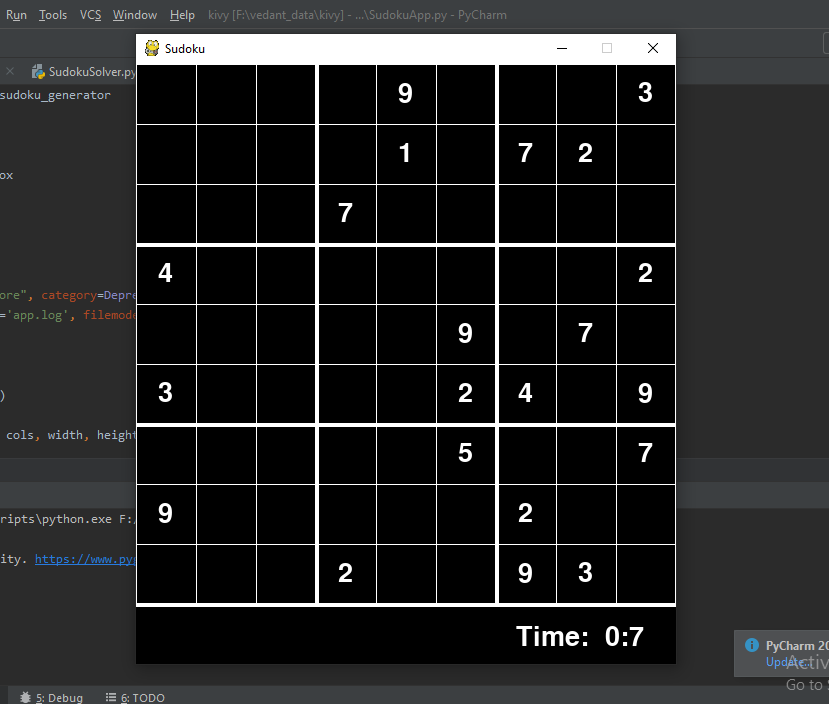 Run Tools VCS Window Help kivy [F:\vedant_data\kivy] - ...\SudokuApp.py - PyCharm
Sudoku
SudokuSolver.py
sudoku_generator
9 3
1 7 2
ox
7
4 2
ore", category=Depre
='app.log', filemode
9 7
3 2 4 9
)
cols, width, height
5 7
9 2
ripts\python.exe F:/
ity. https://www.pyg
2 9 3
Time: 0:7
PyCharm 20
Update...
Activ
Go to S
5: Debug 6: TODO